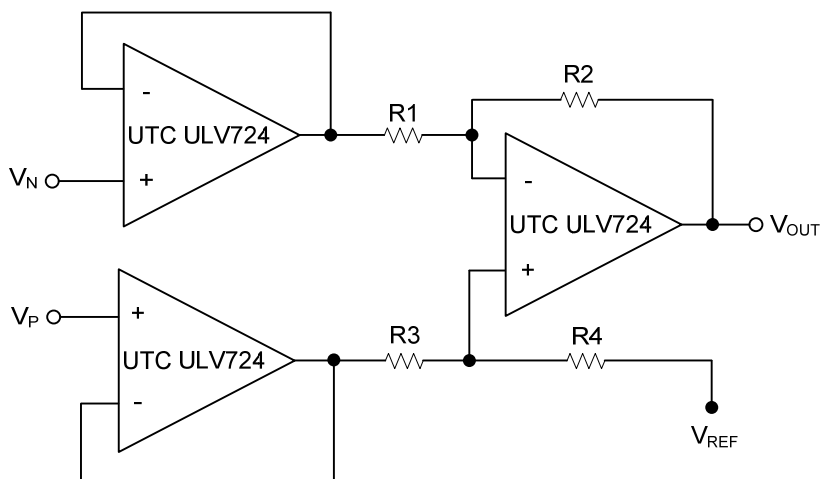 R2
R1
-
UTC ULV724
+
V_N
-
UTC ULV724
+
V_OUT
V_P
+
UTC ULV724
-
R3
R4
V_REF